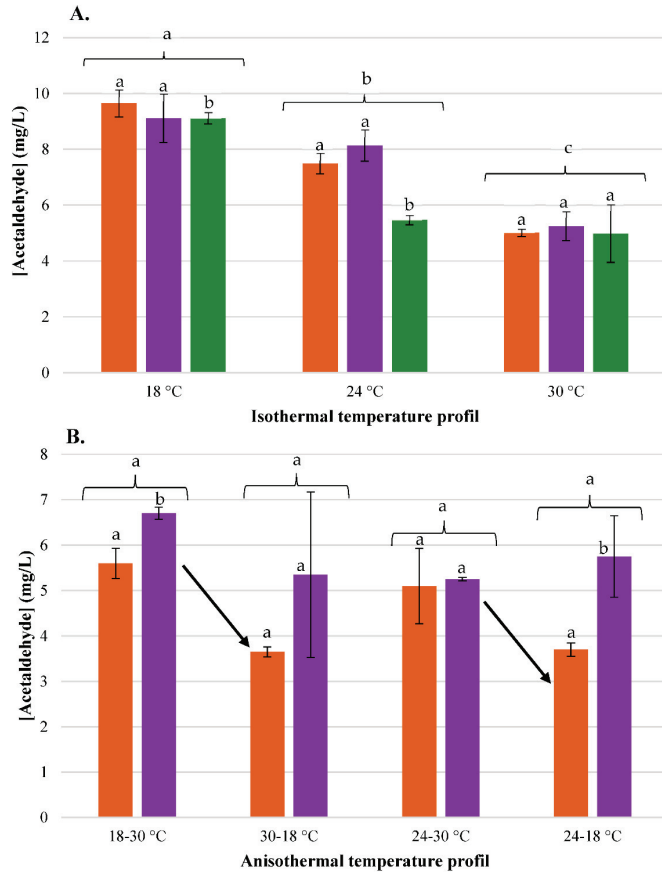 A.
[Acetaldehyde] (mg/L)
12
10
8
6
4
2
0
a
a a b
b
a a b
c
a a a
18 °C 24 °C 30 °C
Isothermal temperature profil
B.
[Acetaldehyde] (mg/L)
8
7
6
5
4
3
2
1
0
a
a b
a
a a
a
a a
a
a b
18-30 °C 30-18 °C 24-30 °C 24-18 °C
Anisothermal temperature profil